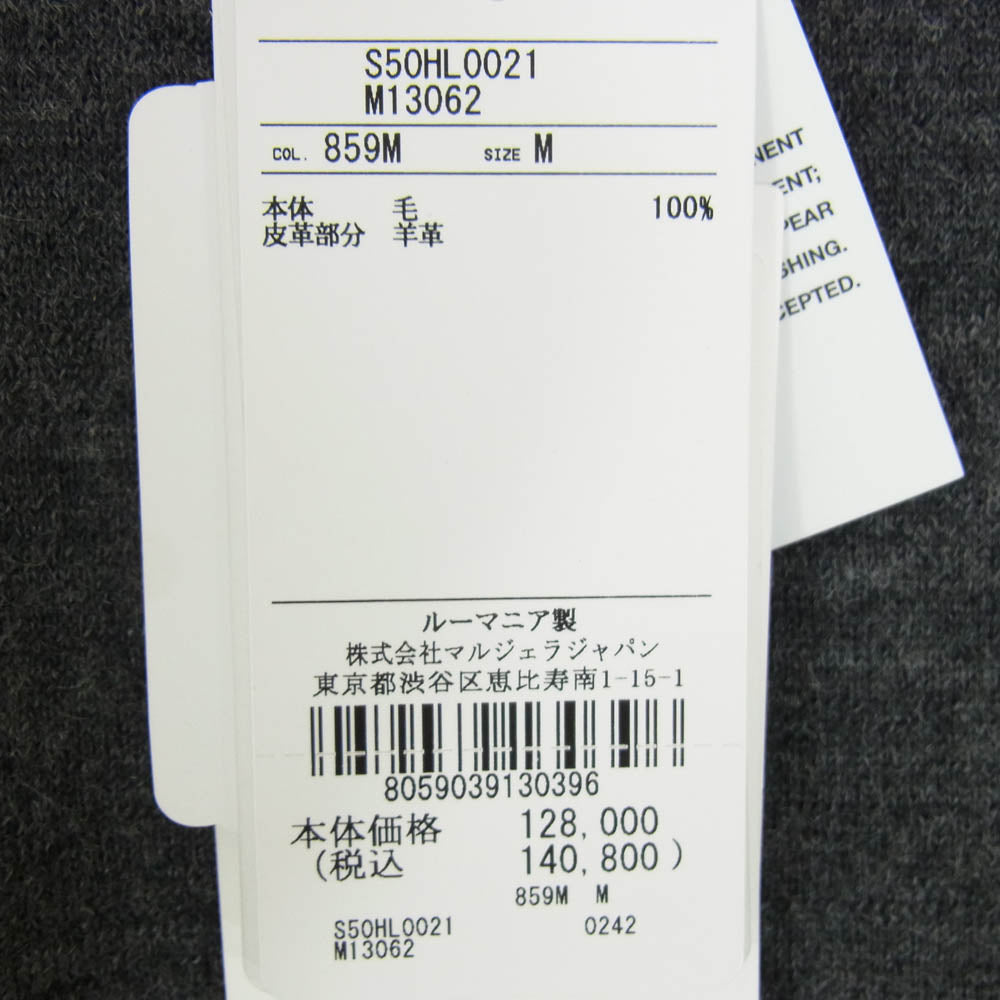 S50HL0021
M13062
COL. 859M SIZE M
本体 毛 100%
皮革部分 羊革
ルーマニア製
株式会社マルジェラジャパン
東京都渋谷区恵比寿南1-15-1
8059039130396
本体価格 128,000
(税込 140,800)
859M M
S50HL0021 0242
M13062
NENT
ENT;
PEAR
SHING.
CEPTED.